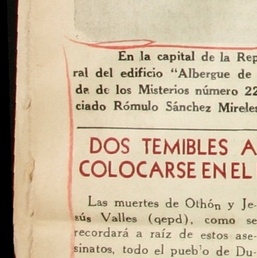 En la capital de la Rep
ral del edificio "Albergue de
da de los Misterios número 22
ciado Rómulo Sánchez Mireles
DOS TEMIBLES A
COLOCARSE EN EL
Las muertes de Othón y Je-
sús Valles (qepd), como se
recordará a raíz de estos ase-
sinatos, todo el pueblo de Du-